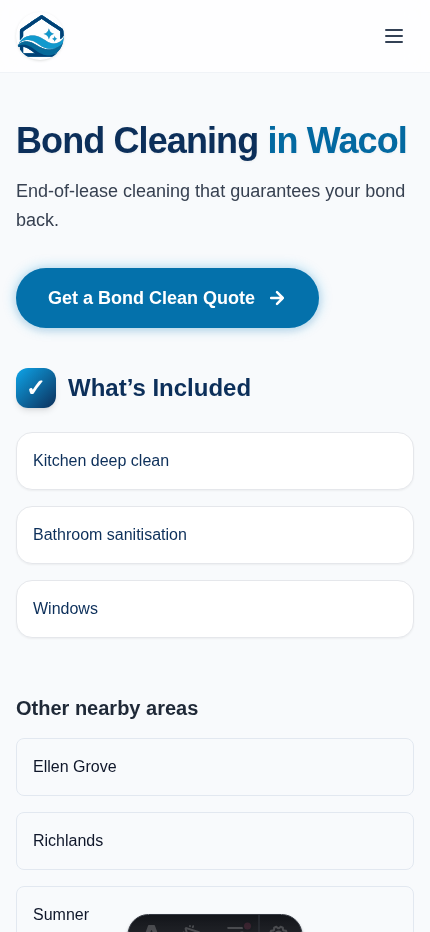 Bond Cleaning in Wacol
End-of-lease cleaning that guarantees your bond
back.
Get a Bond Clean Quote
✓ What’s Included
Kitchen deep clean
Bathroom sanitisation
Windows
Other nearby areas
Ellen Grove
Richlands
Sumner